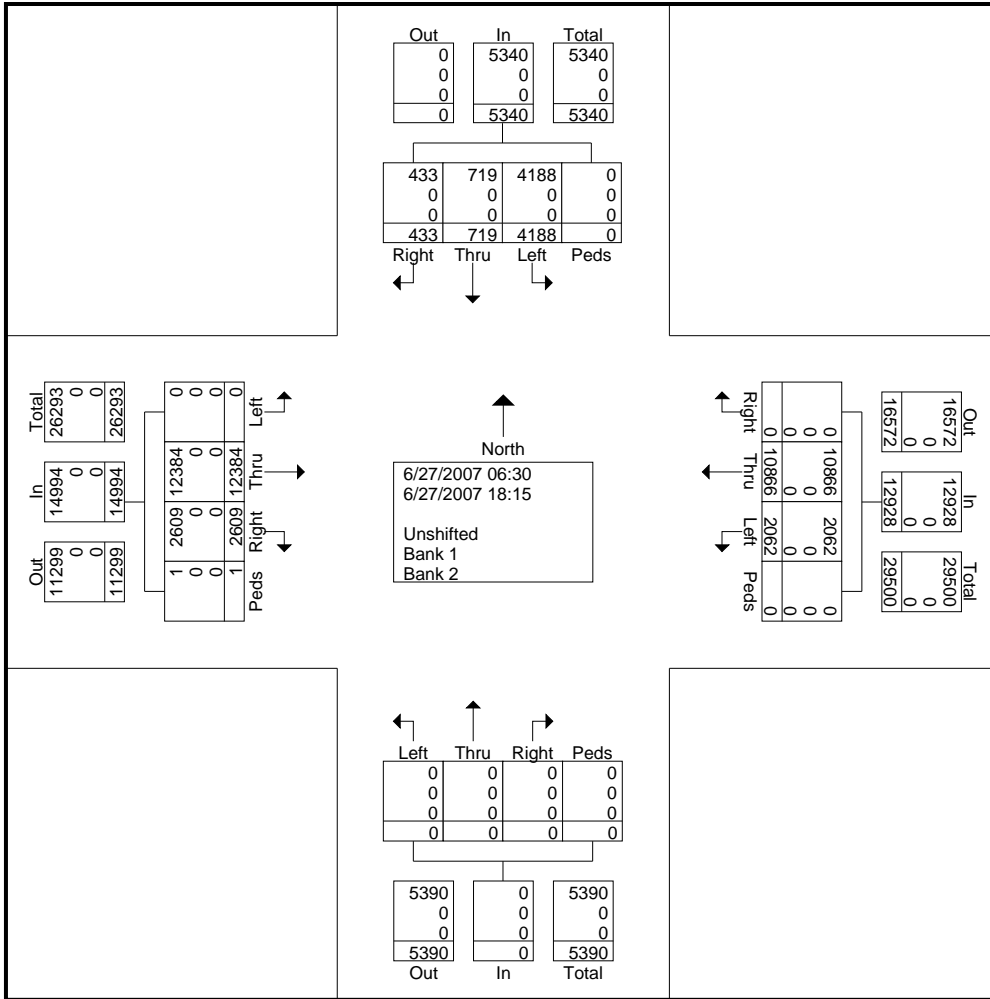 Out In Total
0 5340 5340
0 0 0
0 0 0
0 5340 5340
433 719 4188 0
0 0 0 0
0 0 0 0
433 719 4188 0
Right Thru Left Peds
Total
26293
0
0
26293
In
14994
0
0
14994
Out
11299
0
0
11299
0 0 0 0
Left
12384 0 0 12384
Thru
2609 0 0 2609
Right
1 0 0 1
Peds
North
6/27/2007 06:30
6/27/2007 18:15
Unshifted
Bank 1
Bank 2
Right
0 0 0 0
Thru
10866 0 0 10866
Left
2062 0 0 2062
Peds
0 0 0 0
Out
16572
0
0
16572
In
12928
0
0
12928
Total
29500
0
0
29500
Left Thru Right Peds
0 0 0 0
0 0 0 0
0 0 0 0
0 0 0 0
5390 0 5390
0 0 0
0 0 0
5390 0 5390
Out In Total